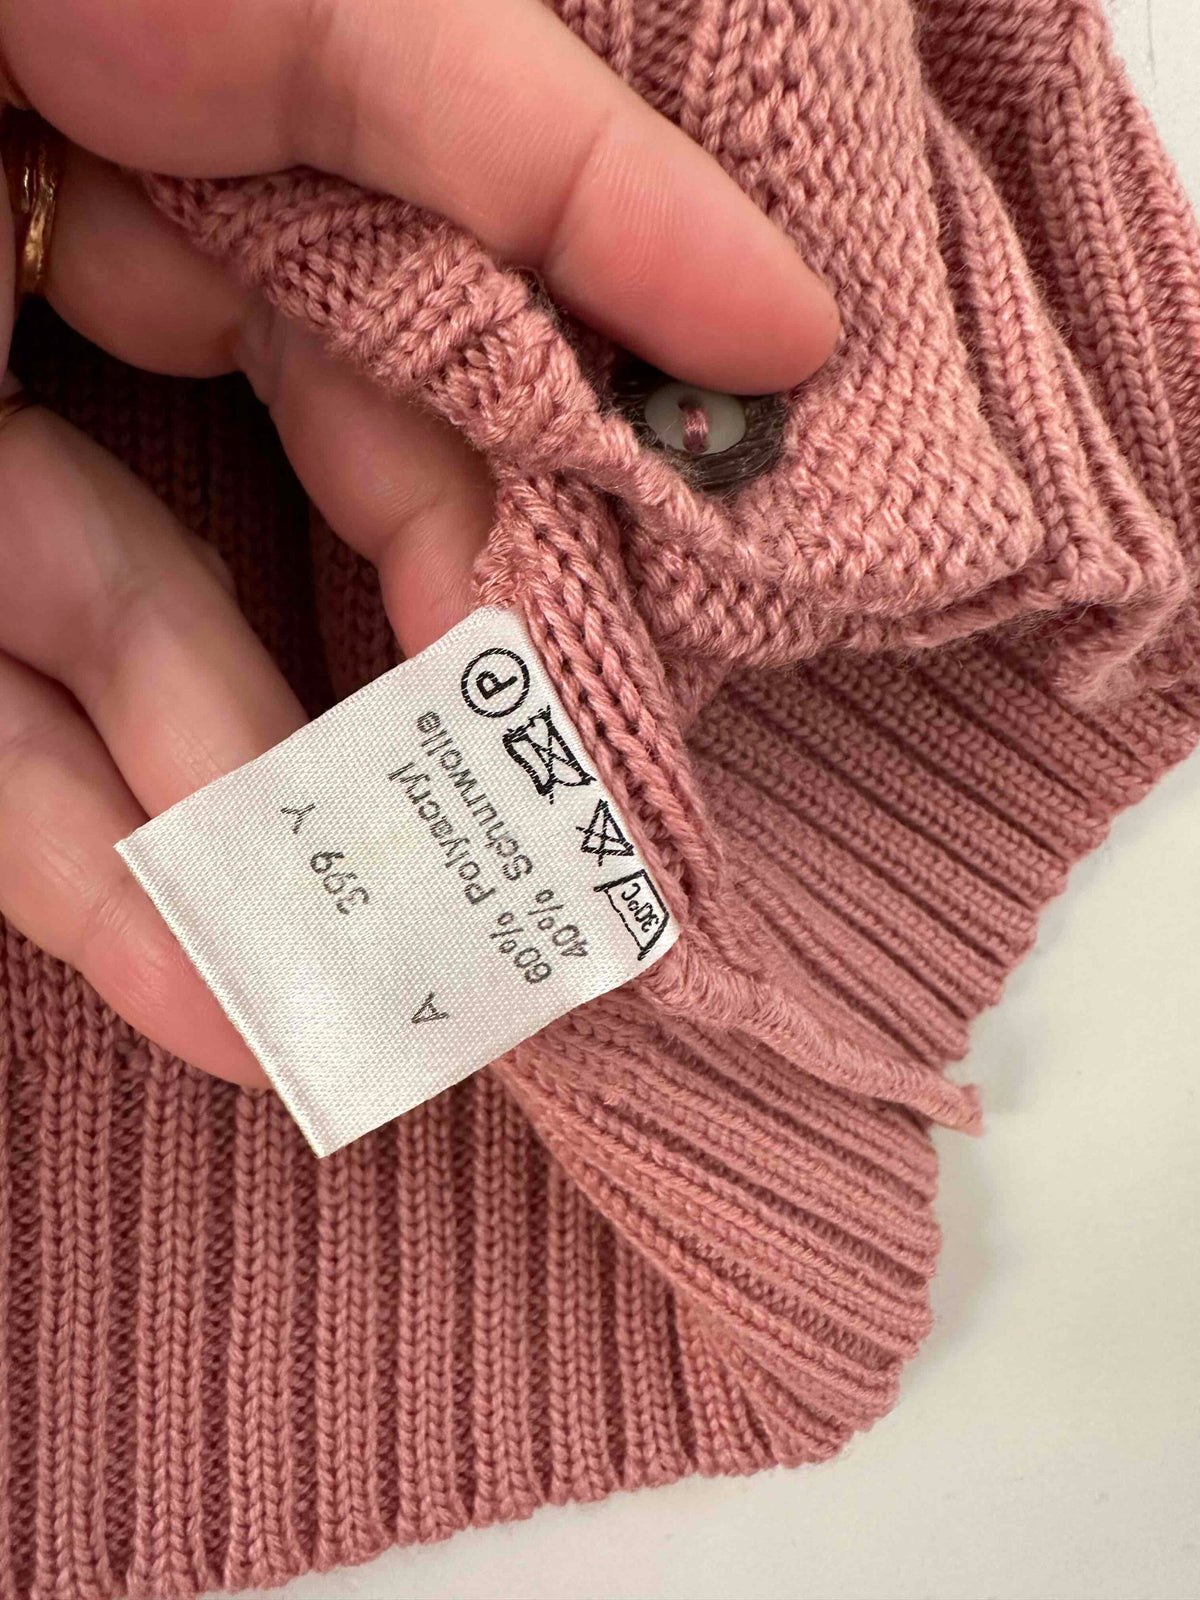 30°C P
40% Schurwolle
60% Polyacryl
A 399 Y